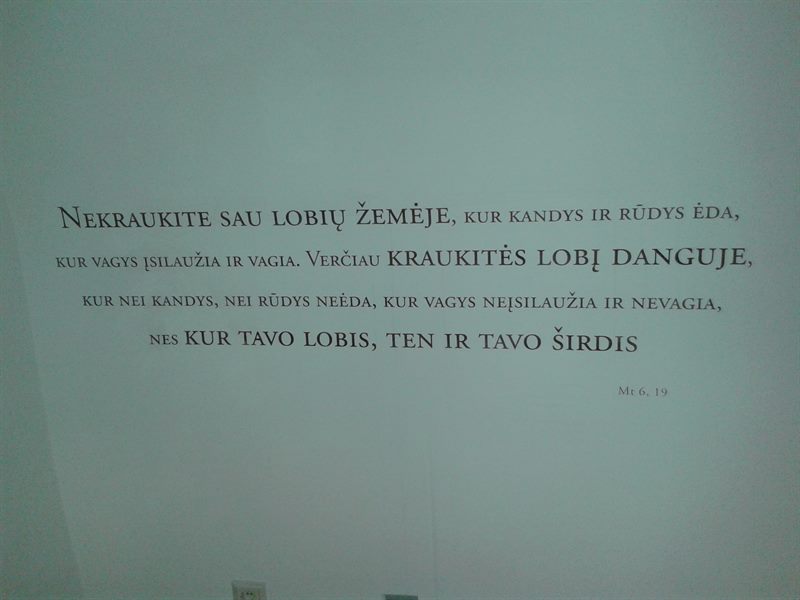 Nekraukite sau lobių žemėje, kur kandys ir rūdys ėda,
kur vagys įsilaužia ir vagia. Verčiau kraukitės lobį danguje,
kur nei kandys, nei rūdys neėda, kur vagys neįsilaužia ir nevagia,
nes kur tavo lobis, ten ir tavo širdis
Mt 6, 19